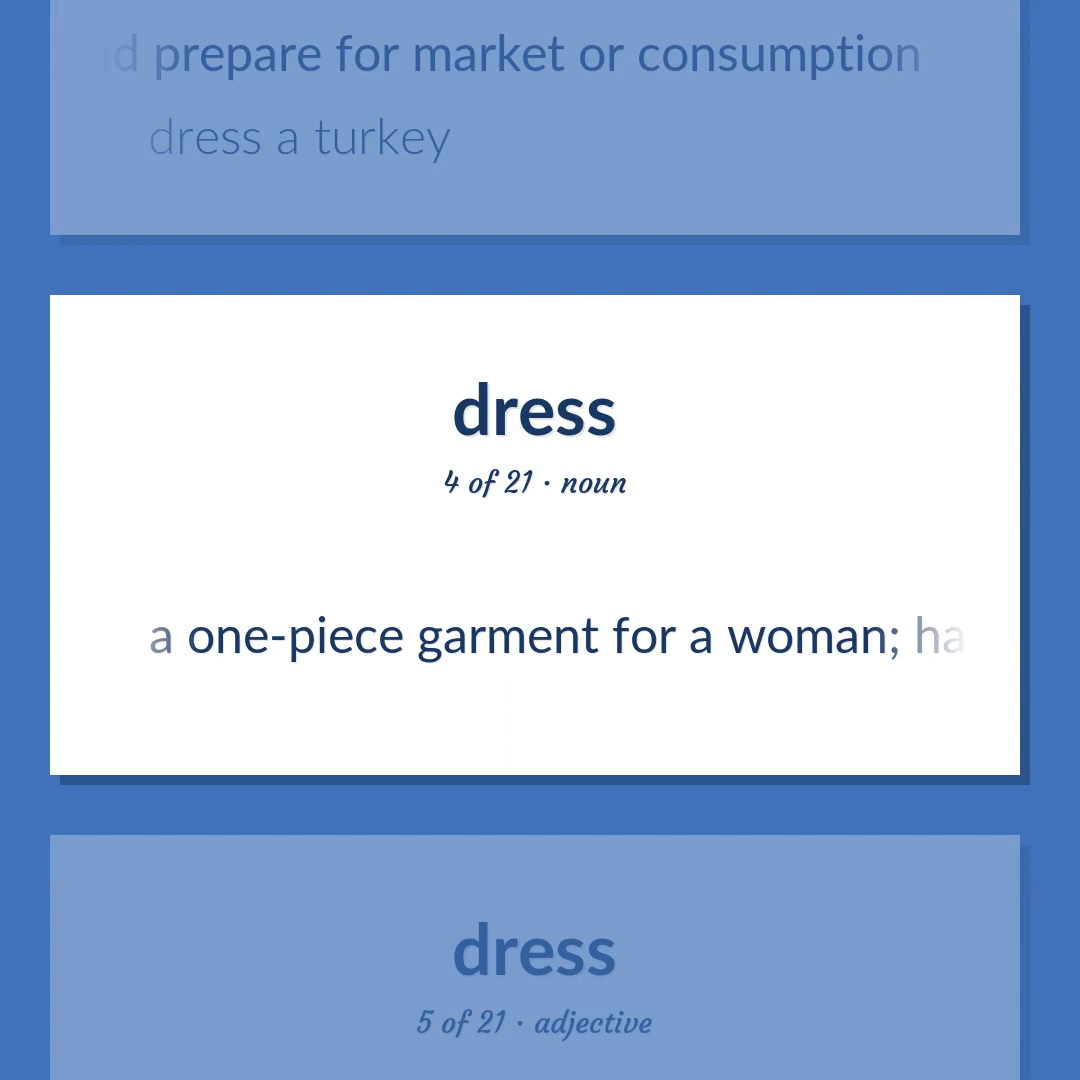 prepare for market or consumption
dress a turkey
dress
4 of 21 · noun
a one-piece garment for a woman; ha
dress
5 of 21 · adjective